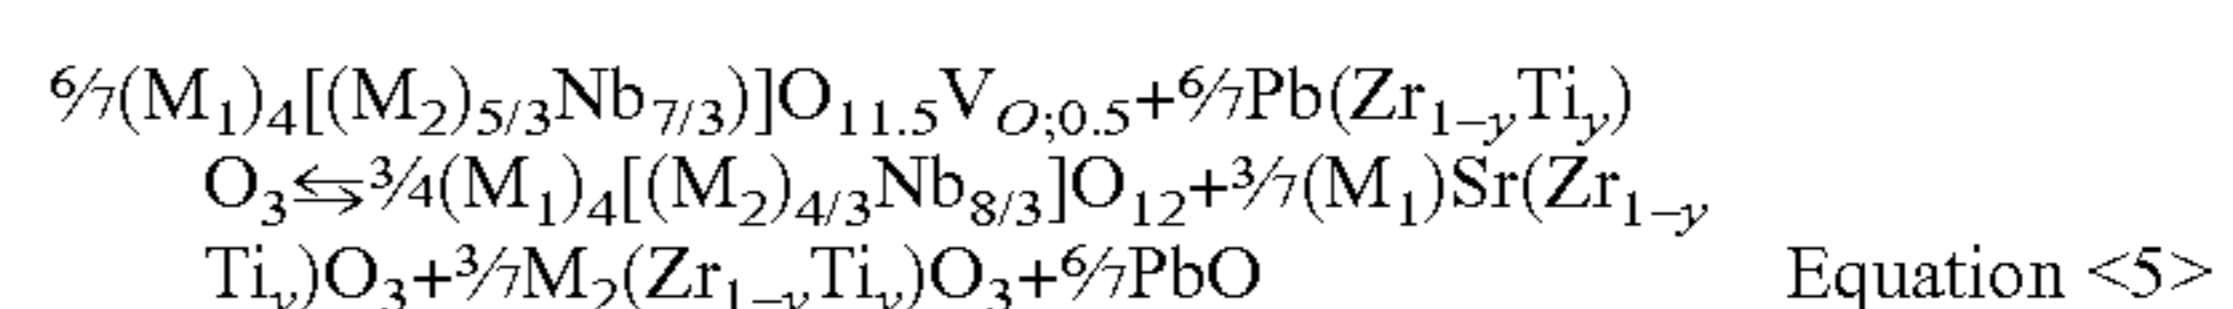 ⁶⁄₇(M₁)₄[(M₂)₅/₃Nb₇/₃)]O₁₁.₅V_O;0.5+⁶⁄₇Pb(Zr₁₋yTiy)
O₃⇆¾(M₁)₄[(M₂)₄/₃Nb₈/₃]O₁₂+³⁄₇(M₁)Sr(Zr₁₋y
Tiy)O₃+³⁄₇M₂(Zr₁₋yTiy)O₃+⁶⁄₇PbO Equation <5>